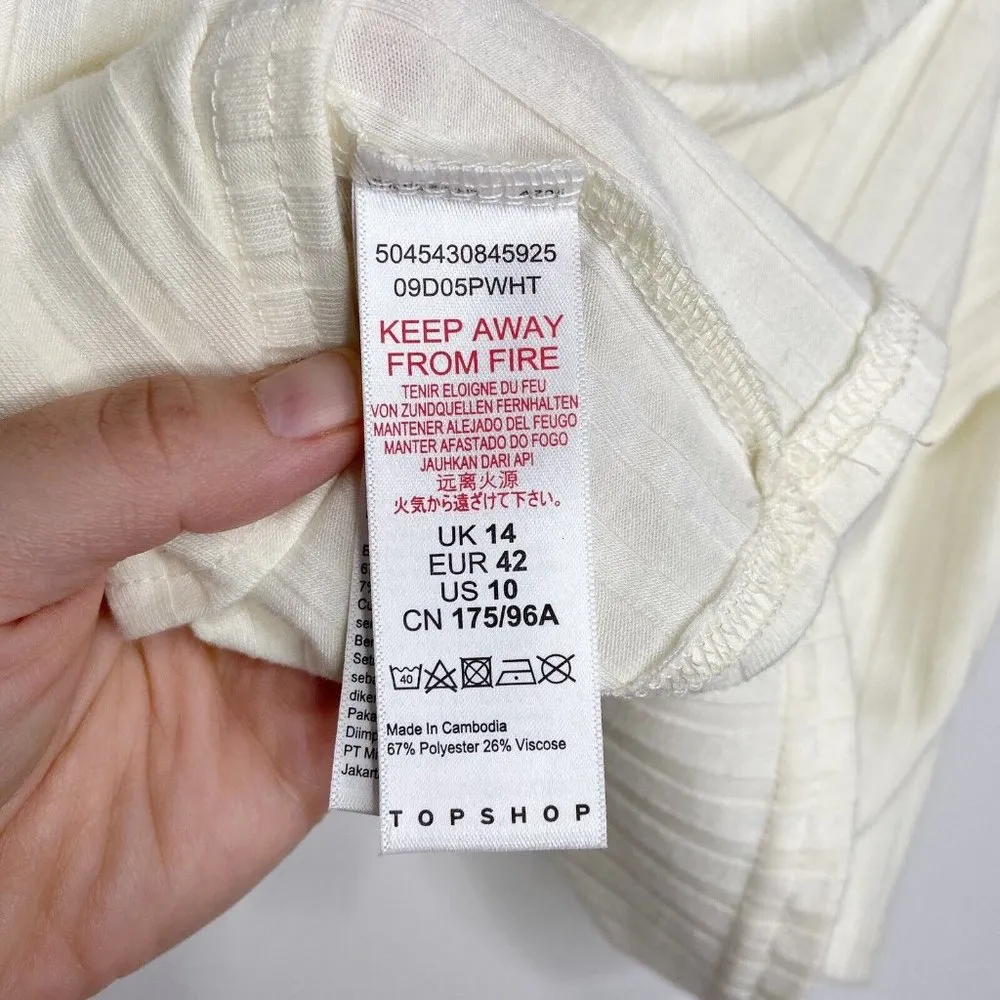 5045430845925
09D05PWHT
KEEP AWAY
FROM FIRE
TENIR ELOIGNE DU FEU
VON ZUNDQUELLEN FERNHALTEN
MANTENER ALEJADO DEL FEUGO
MANTER AFASTADO DO FOGO
JAUHKAN DARI API
远离火源
火気から遠ざけて下さい。
UK 14
EUR 42
US 10
CN 175/96A
40
Made In Cambodia
67% Polyester 26% Viscose
TOPSHOP